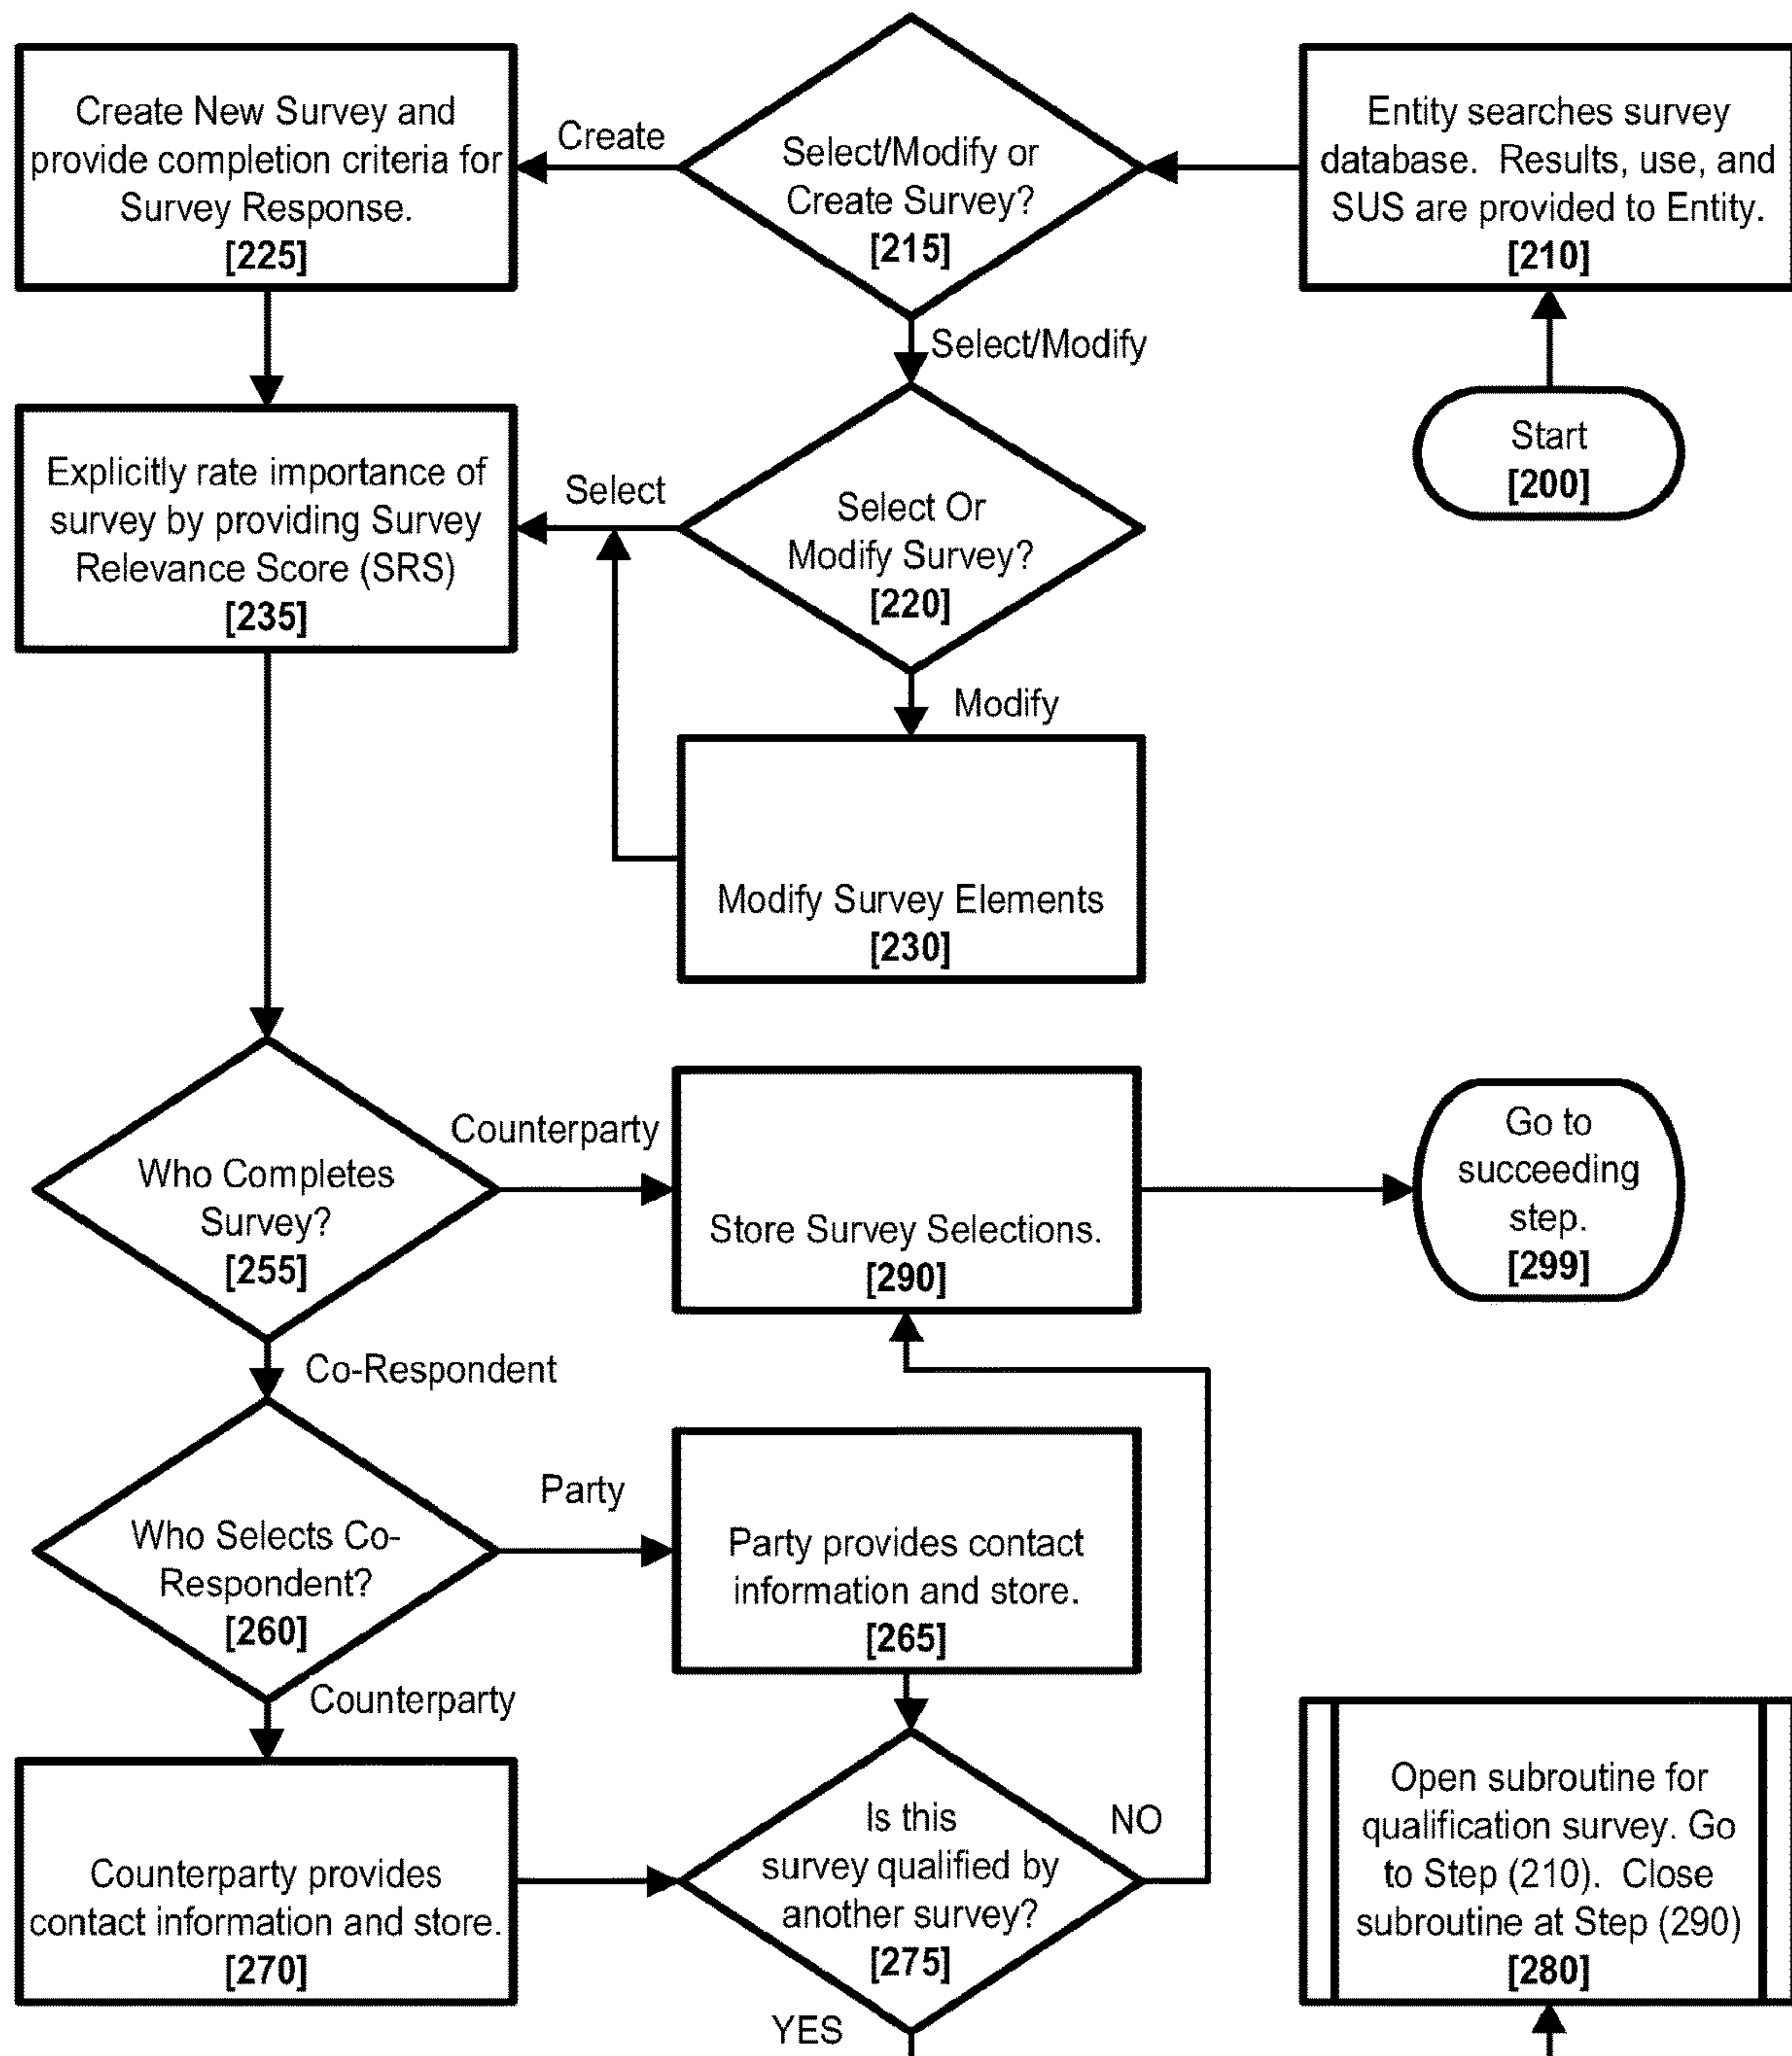 Create New Survey and
provide completion criteria for
Survey Response.
[225]
Create
Select/Modify or
Create Survey?
[215]
Entity searches survey
database. Results, use, and
SUS are provided to Entity.
[210]
Select/Modify
Start
[200]
Explicitly rate importance of
survey by providing Survey
Relevance Score (SRS)
[235]
Select
Select Or
Modify Survey?
[220]
Modify
Modify Survey Elements
[230]
Who Completes
Survey?
[255]
Counterparty
Store Survey Selections.
[290]
Go to
succeeding
step.
[299]
Co-Respondent
Who Selects Co-
Respondent?
[260]
Party
Party provides contact
information and store.
[265]
Counterparty
Counterparty provides
contact information and store.
[270]
Is this
survey qualified by
another survey?
[275]
NO
YES
Open subroutine for
qualification survey. Go
to Step (210). Close
subroutine at Step (290)
[280]